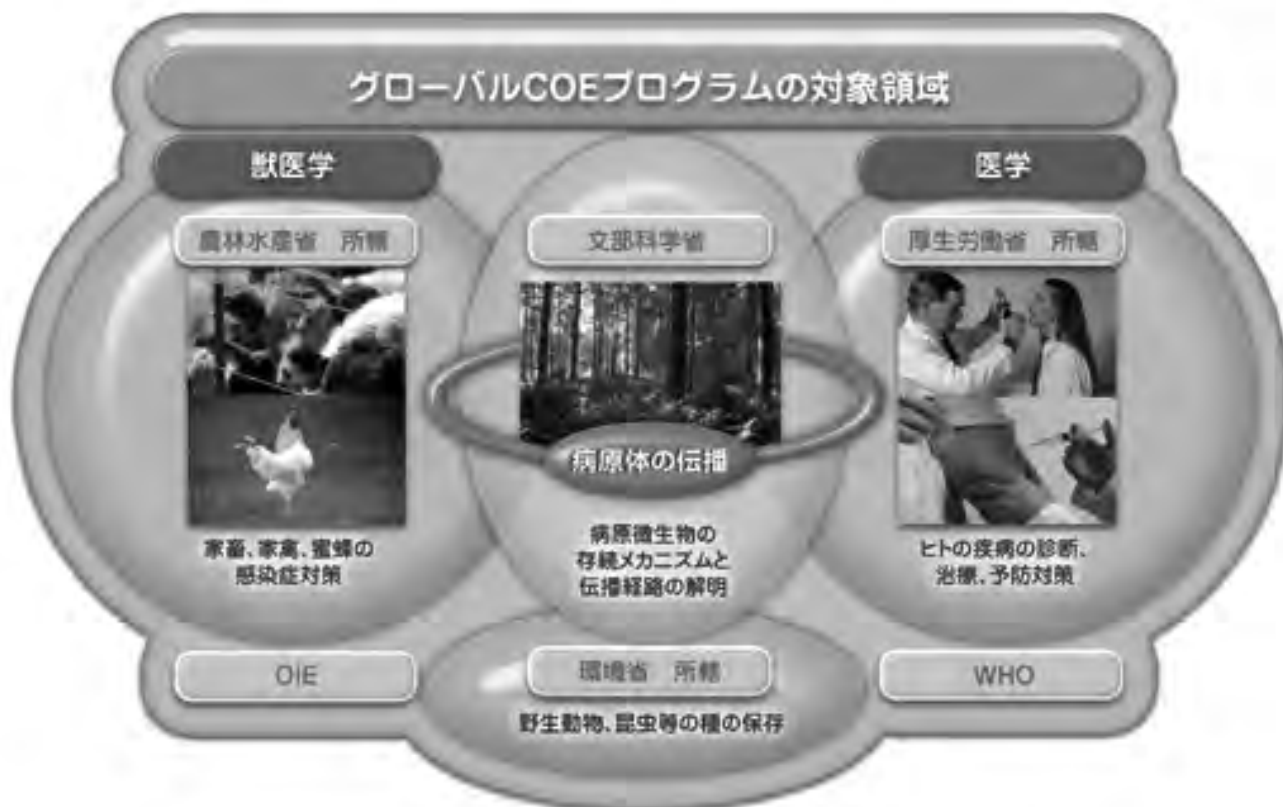 グローバルCOEプログラムの対象領域
獣医学
農林水産省 所轄
家畜、家禽、蜜蜂の
感染症対策
OIE
文部科学省
病原体の伝播
病原微生物の
存続メカニズムと
伝播経路の解明
環境省 所轄
野生動物、昆虫等の種の保存
医学
厚生労働省 所轄
ヒトの疾病の診断、
治療、予防対策
WHO